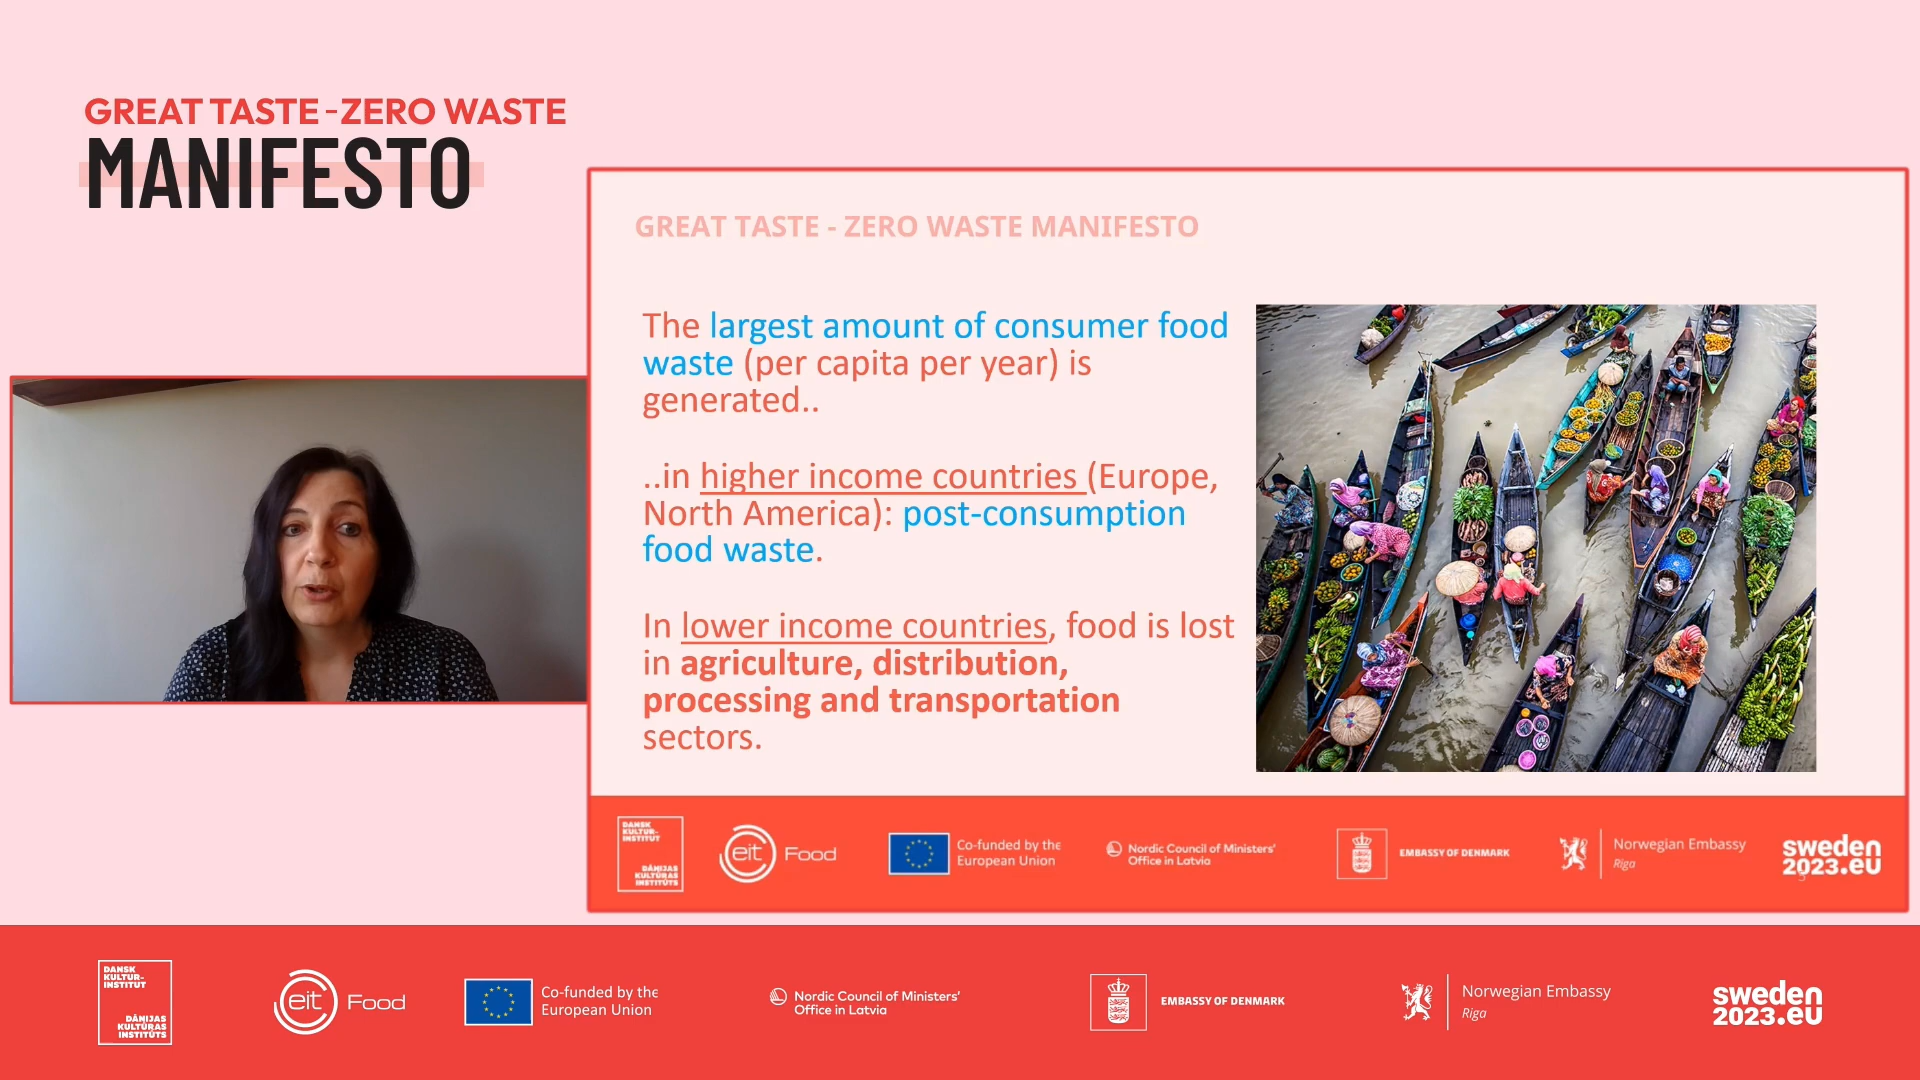 GREAT TASTE - ZERO WASTE
MANIFESTO
GREAT TASTE - ZERO WASTE MANIFESTO
The largest amount of consumer food
waste (per capita per year) is
generated..
..in higher income countries (Europe,
North America): post-consumption
food waste.
In lower income countries, food is lost
in agriculture, distribution,
processing and transportation
sectors.
DANSK
KULTUR-
INSTITUT
DĀNIJAS
KULTŪRAS
INSTITŪTS
eit Food
Co-funded by the
European Union
Nordic Council of Ministers'
Office in Latvia
EMBASSY OF DENMARK
Norwegian Embassy
Riga
sweden
2023.eu
DANSK
KULTUR-
INSTITUT
DĀNIJAS
KULTŪRAS
INSTITŪTS
eit Food
Co-funded by the
European Union
Nordic Council of Ministers'
Office in Latvia
EMBASSY OF DENMARK
Norwegian Embassy
Riga
sweden
2023.eu